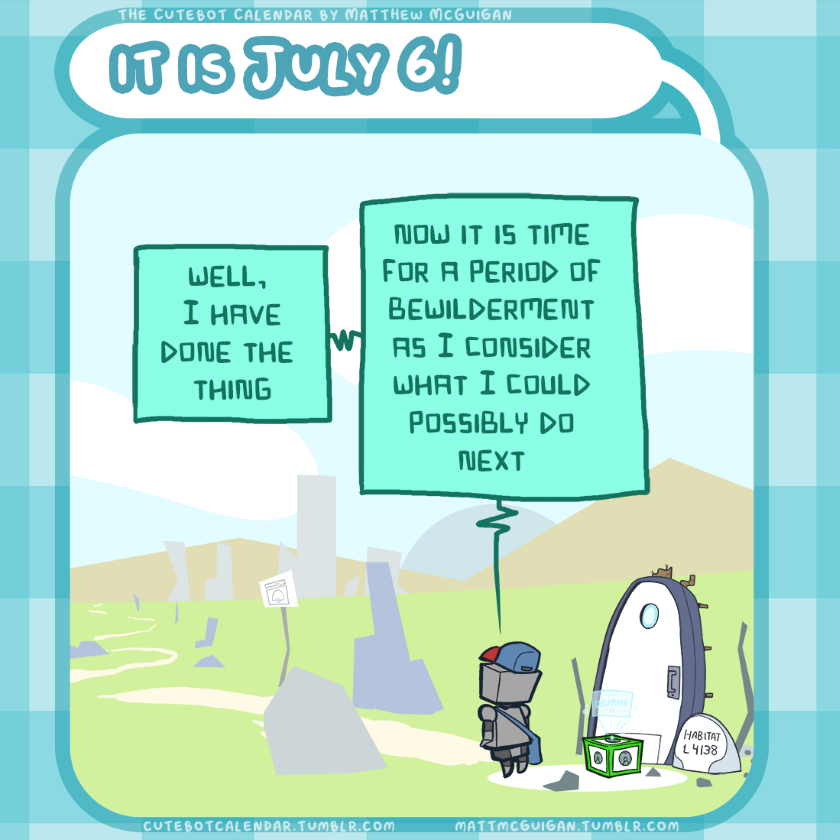 THE CUTEBOT CALENDAR BY MATTHEW MCGUIGAN
IT IS JULY 6!
WELL,
I HAVE
DONE THE
THING
NOW IT IS TIME
FOR A PERIOD OF
BEWILDERMENT
AS I CONSIDER
WHAT I COULD
POSSIBLY DO
NEXT
DELIVERED
HABITAT
L4138
CUTEBOTCALENDAR.TUMBLR.COM
MATTMCGUIGAN.TUMBLR.COM